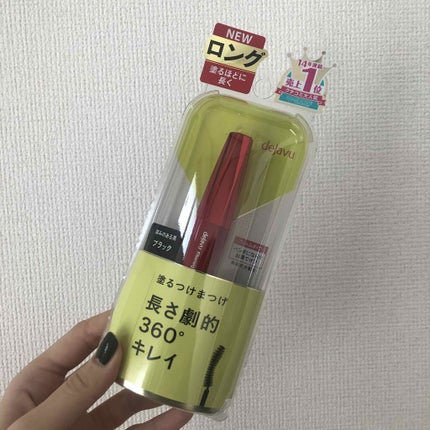 NEW
ロング
塗るほどに
長く
14年連続
売上1位
dejavu
dejavu
ブラック
塗るつけまつげ
長さ劇的
360°
キレイ